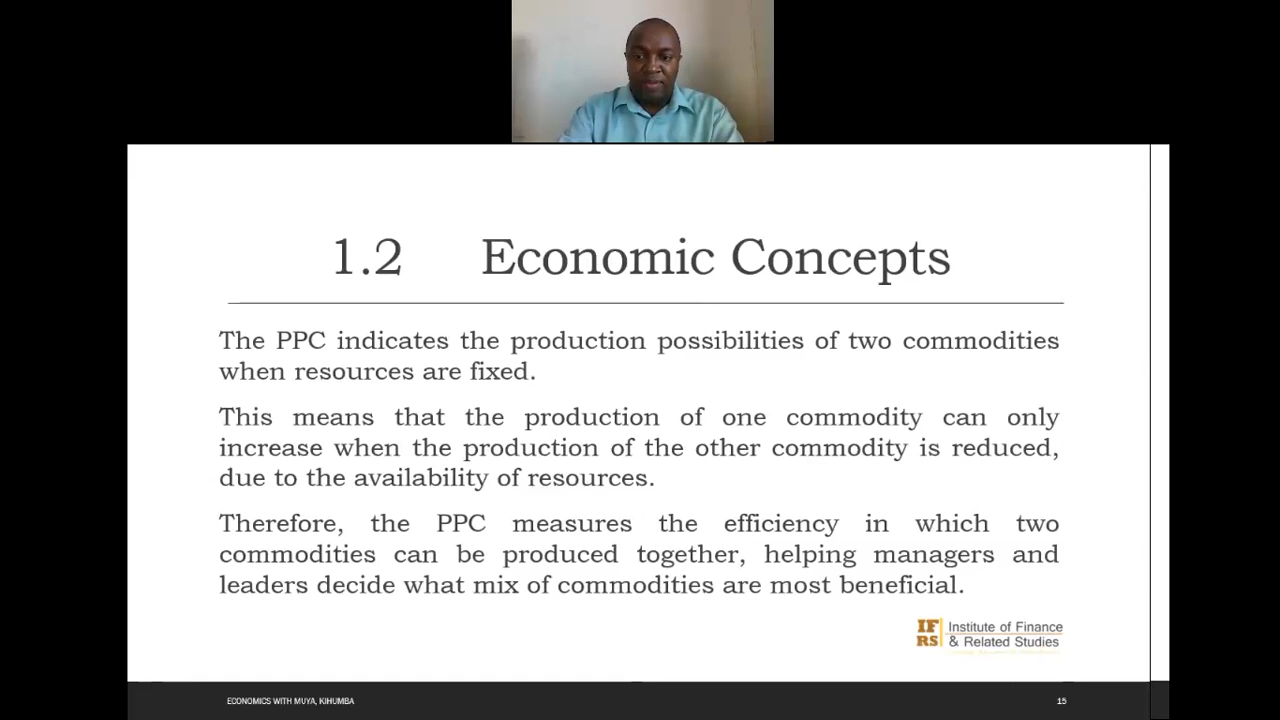 1.2 Economic Concepts
The PPC indicates the production possibilities of two commodities
when resources are fixed.
This means that the production of one commodity can only
increase when the production of the other commodity is reduced,
due to the availability of resources.
Therefore, the PPC measures the efficiency in which two
commodities can be produced together, helping managers and
leaders decide what mix of commodities are most beneficial.
IF
RS
Institute of Finance
& Related Studies
ECONOMICS WITH MUYA, KIHUMBA
15